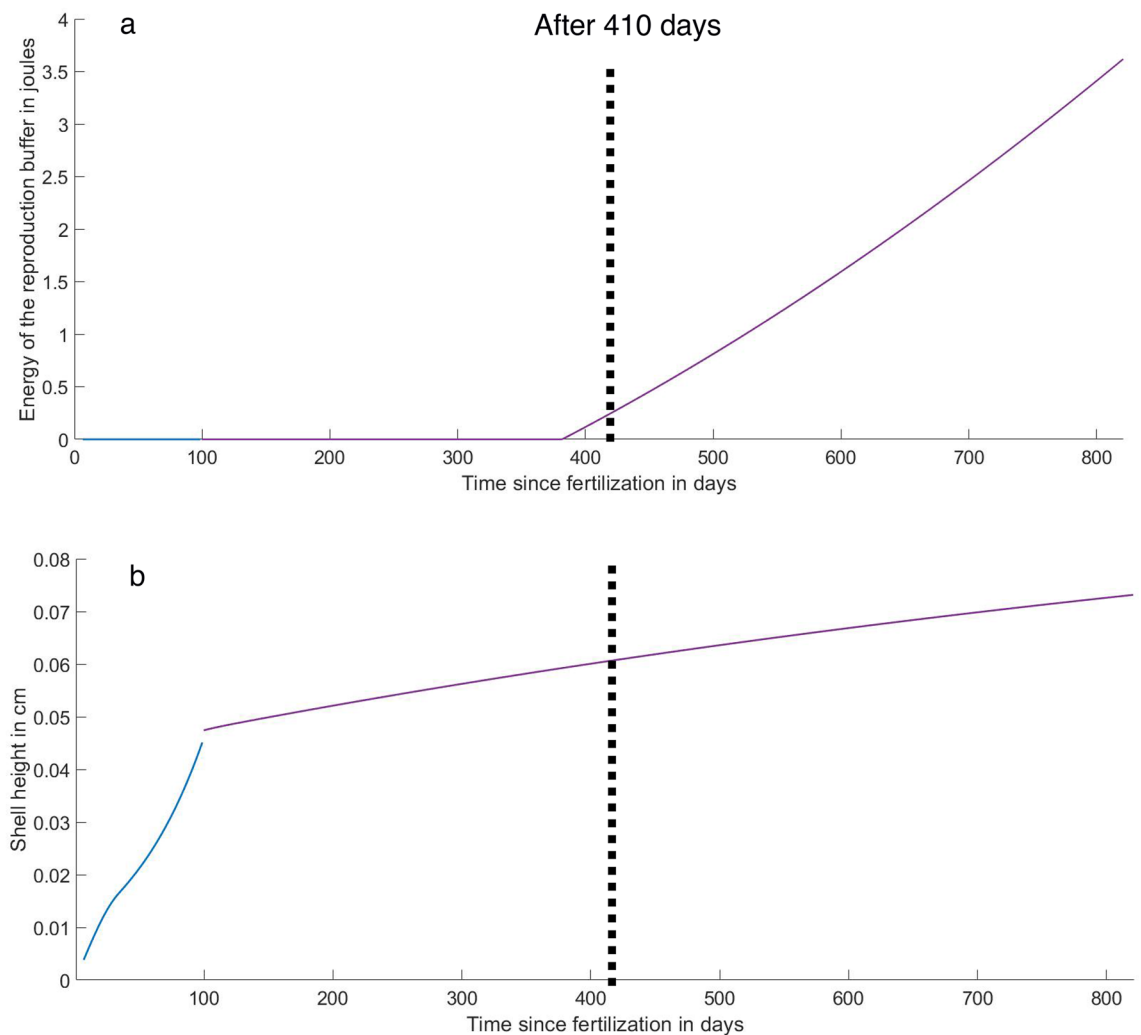 a
After 410 days
Energy of the reproduction buffer in joules
4
3.5
3
2.5
2
1.5
1
0.5
0
0 100 200 300 400 500 600 700 800
Time since fertilization in days
b
Shell height in cm
0.08
0.07
0.06
0.05
0.04
0.03
0.02
0.01
0
100 200 300 400 500 600 700 800
Time since fertilization in days